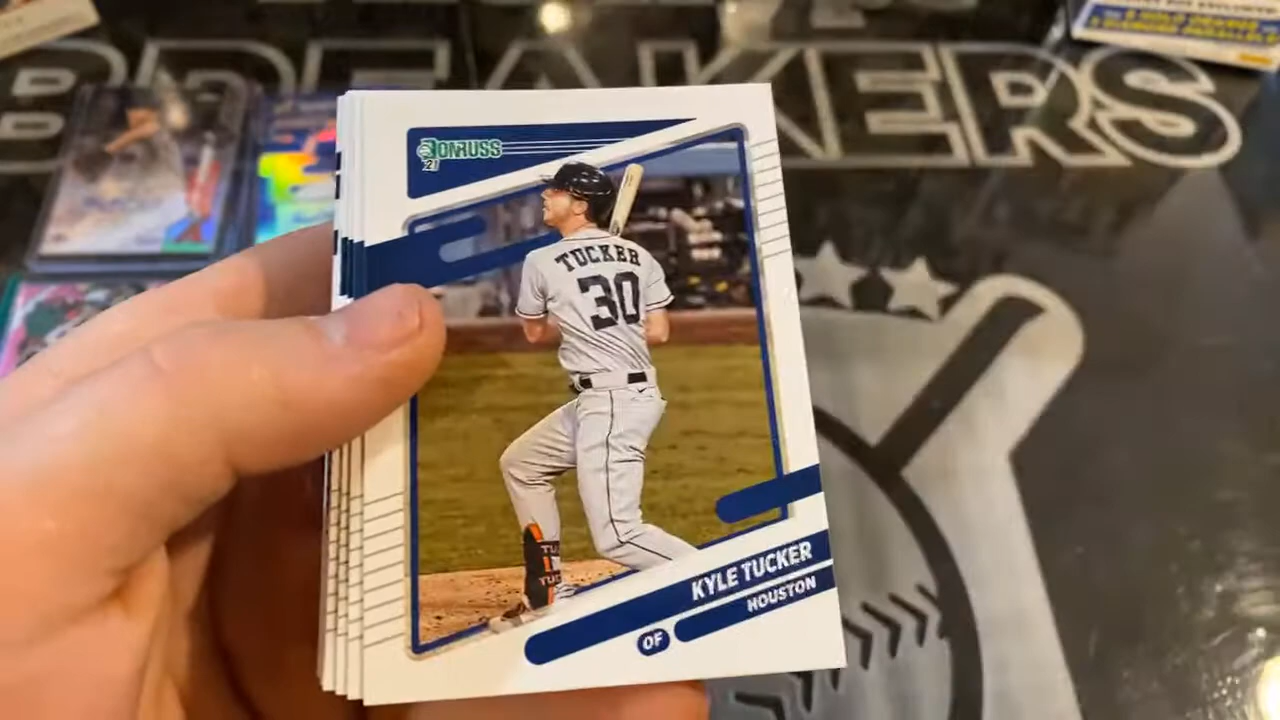 BREAKERS
DONRUSS
21
TUCKER
30
KYLE TUCKER
HOUSTON
OF